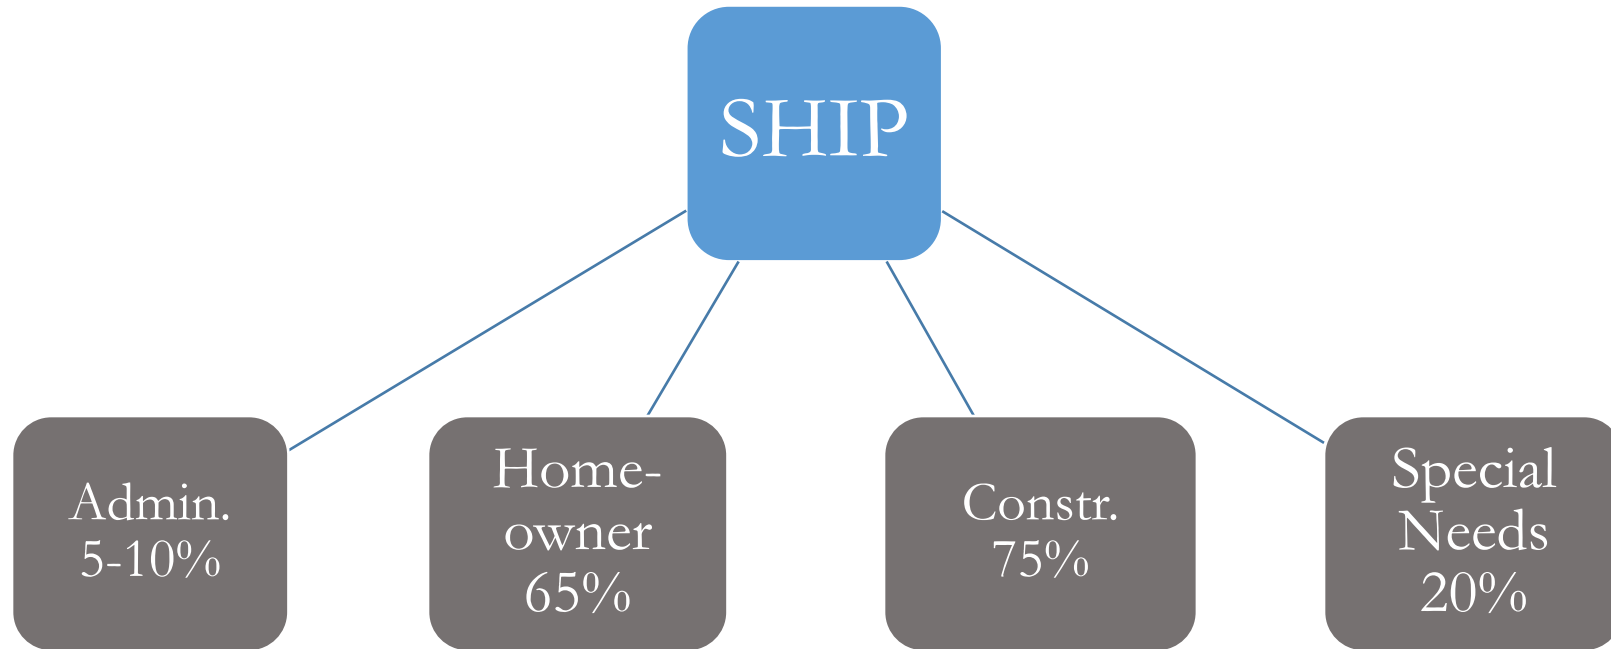 SHIP
Admin.
5-10%
Home-
owner
65%
Constr.
75%
Special
Needs
20%